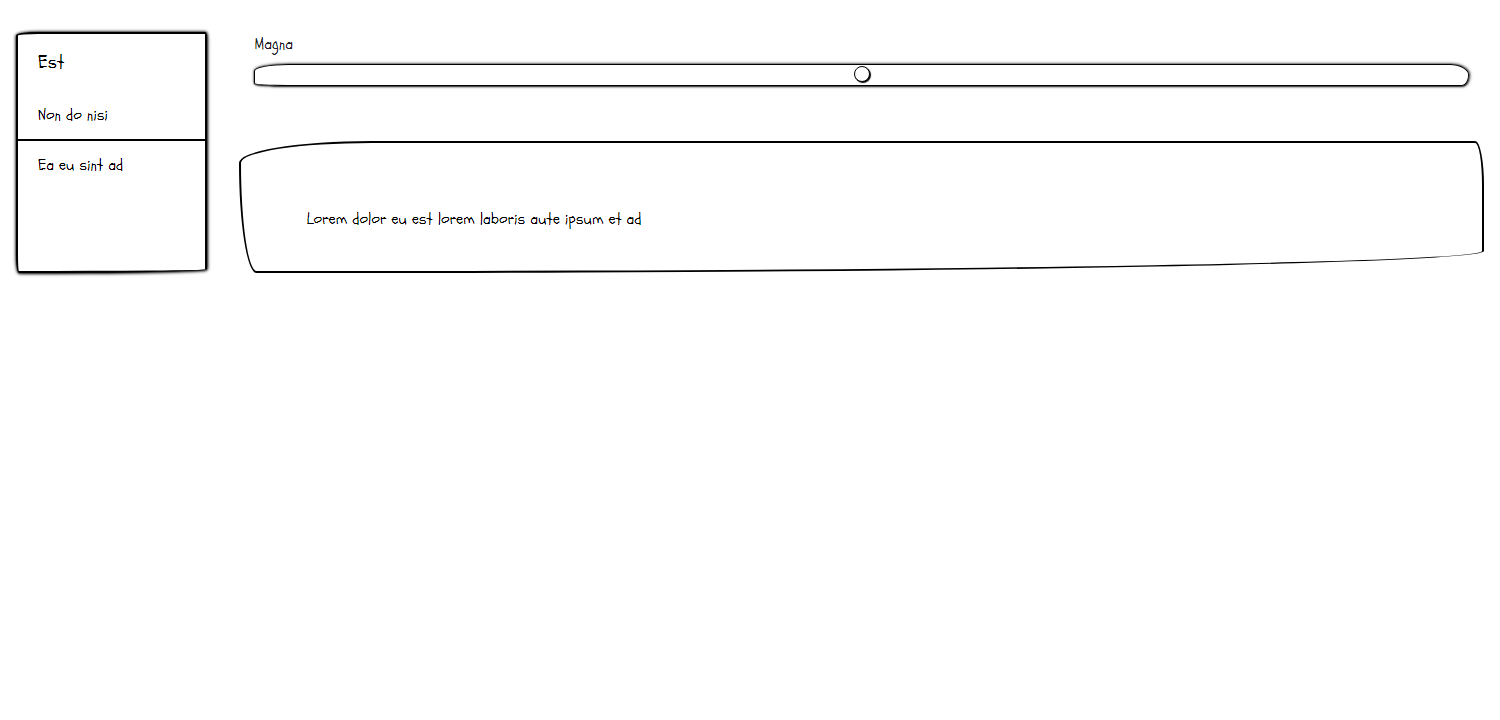 Est
Non do nisi
Ea eu sint ad
Magna
Lorem dolor eu est lorem laboris aute ipsum et ad